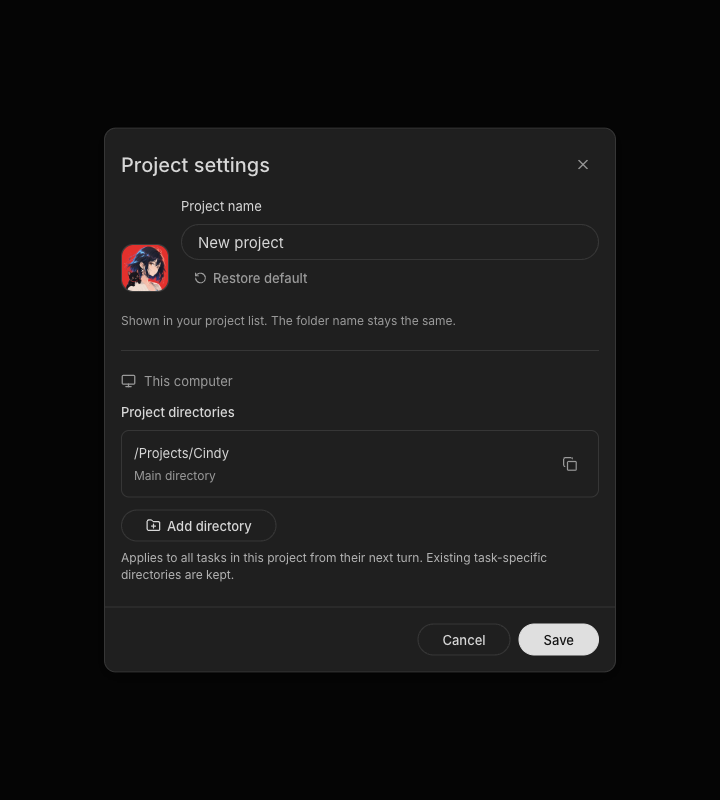 Project settings
Project name
New project
Restore default
Shown in your project list. The folder name stays the same.
This computer
Project directories
/Projects/Cindy
Main directory
Add directory
Applies to all tasks in this project from their next turn. Existing task-specific
directories are kept.
Cancel
Save